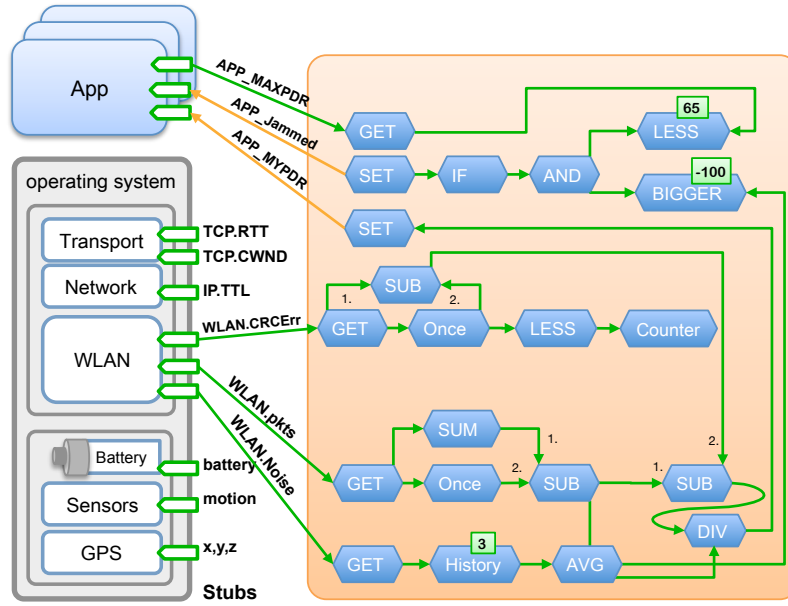 App
APP_MAXPDR
APP_Jammed
APP_MYPDR
GET
65
LESS
SET
IF
AND
-100
BIGGER
SET
operating system
Transport
TCP.RTT
TCP.CWND
Network
IP.TTL
WLAN
WLAN.CRCErr
WLAN.pkts
WLAN.Noise
SUB
1.
2.
GET
Once
LESS
Counter
SUM
1.
2.
GET
Once
2.
SUB
1.
SUB
DIV
3
GET
History
AVG
Battery
battery
Sensors
motion
GPS
x,y,z
Stubs